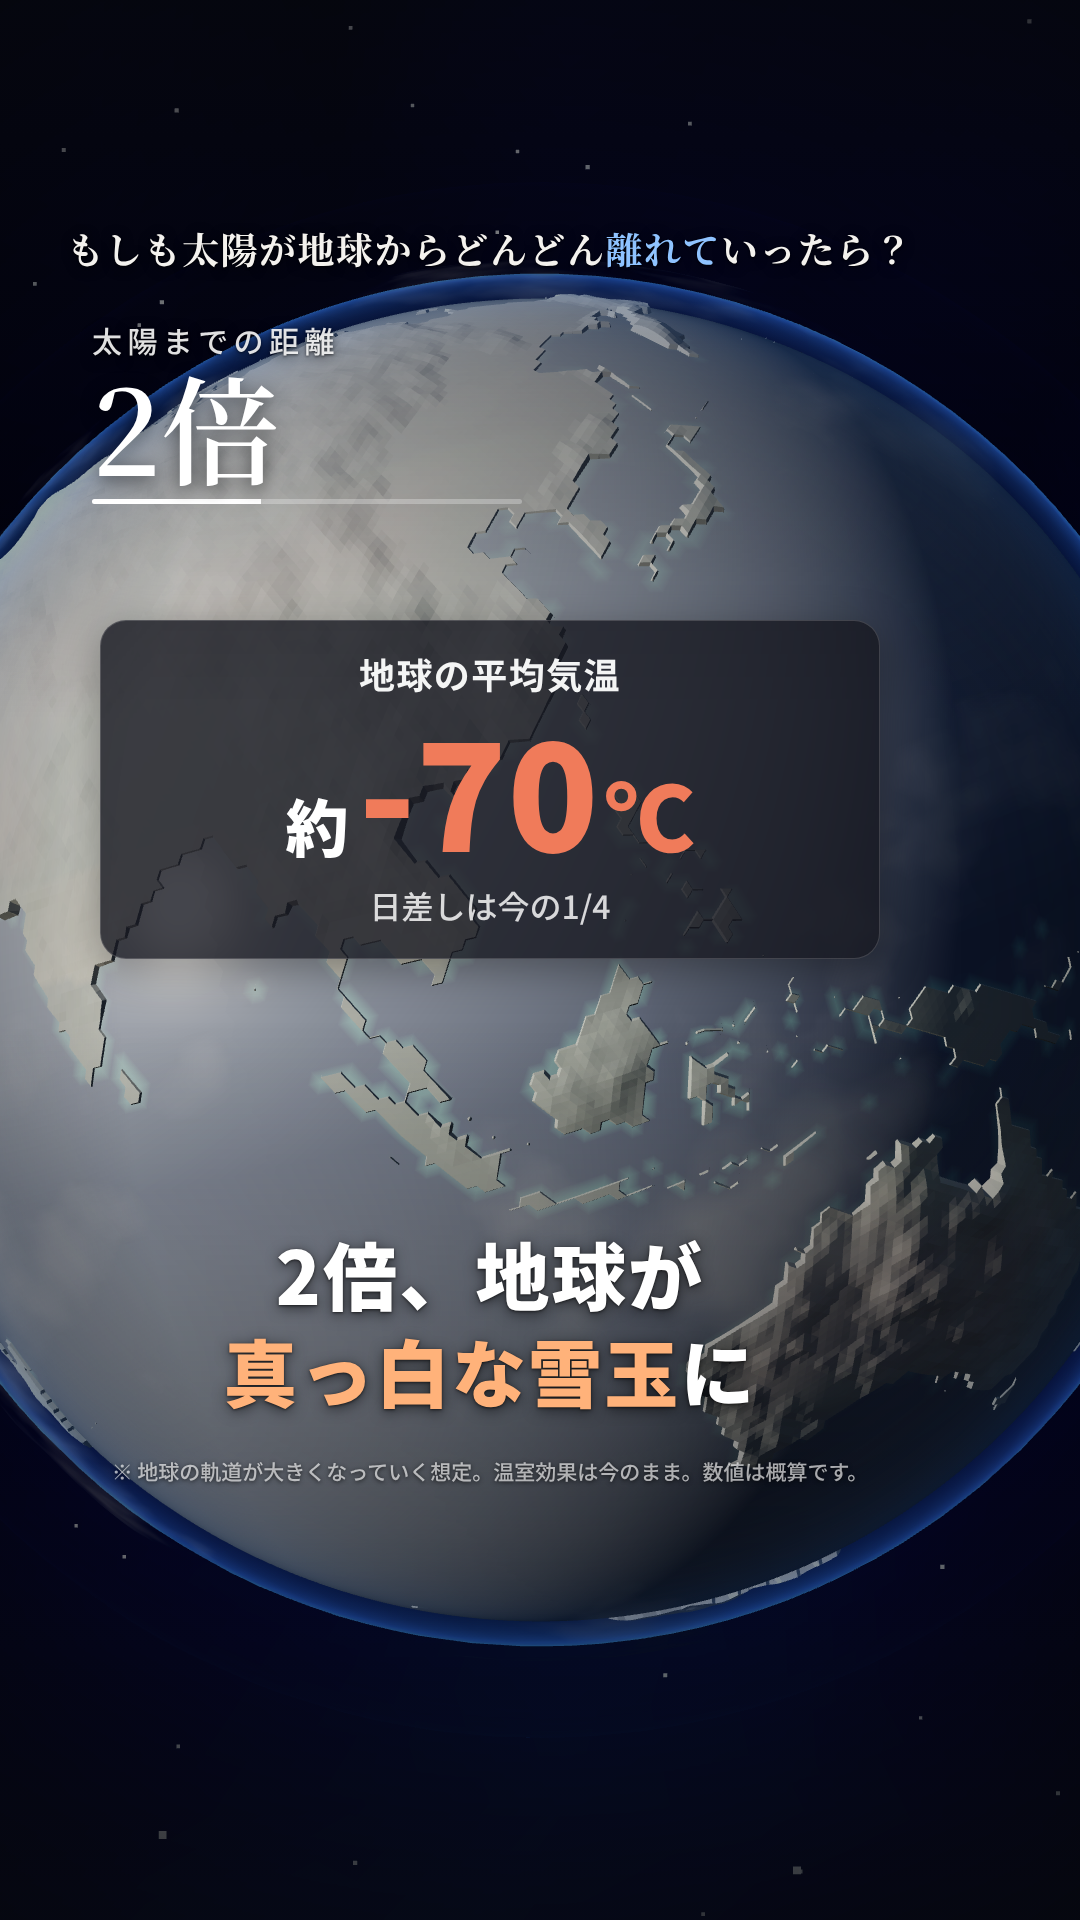 もしも太陽が地球からどんどん離れていったら？
太陽までの距離
2倍
地球の平均気温
約-70℃
日差しは今の1/4
2倍、地球が
真っ白な雪玉に
※ 地球の軌道が大きくなっていく想定。温室効果は今のまま。数値は概算です。